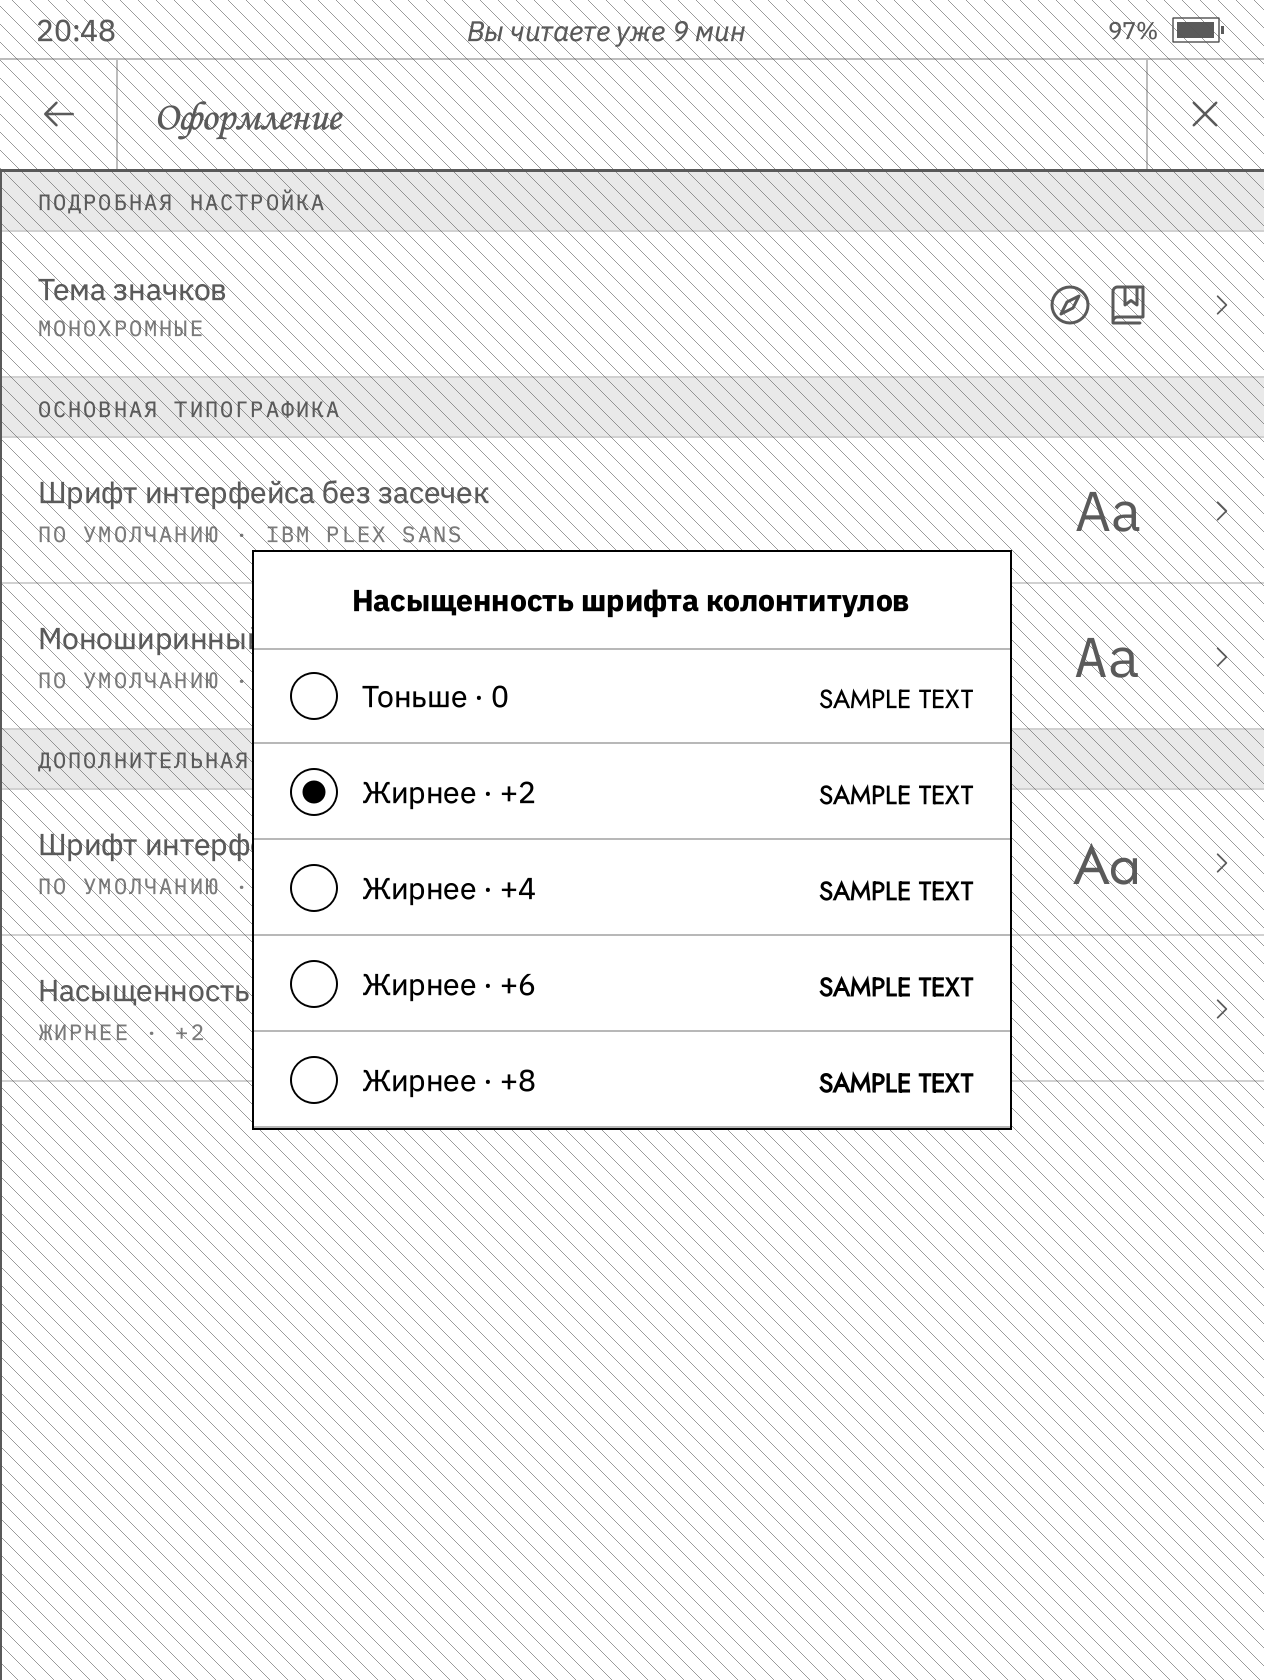 20:48
Вы читаете уже 9 мин
97%
Оформление
ПОДРОБНАЯ НАСТРОЙКА
Тема значков
МОНОХРОМНЫЕ
ОСНОВНАЯ ТИПОГРАФИКА
Шрифт интерфейса без засечек
ПО УМОЛЧАНИЮ · IBM PLEX SANS
Aa
Насыщенность шрифта колонтитулов
ПО УМОЛЧАНИЮ ·
Aa
Тоньше · 0 SAMPLE TEXT
ДОПОЛНИТЕЛЬНАЯ
Жирнее · +2 SAMPLE TEXT
Шрифт
ПО УМОЛЧАНИЮ ·
Aa
Жирнее · +4 SAMPLE TEXT
Насыщенность
ЖИРНЕЕ · +2
Жирнее · +6 SAMPLE TEXT
Жирнее · +8 SAMPLE TEXT